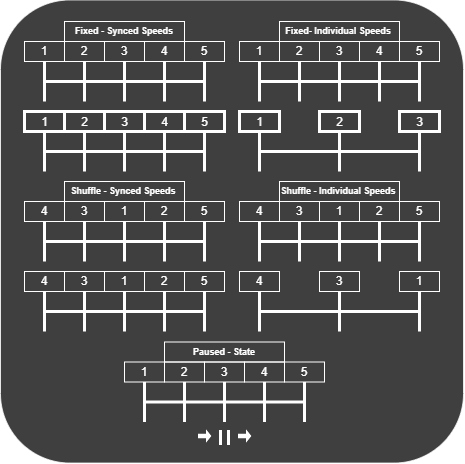 Fixed - Synced Speeds
1 2 3 4 5
1 2 3 4 5
Fixed- Individual Speeds
1 2 3 4 5
1 2 3
Shuffle - Synced Speeds
4 3 1 2 5
4 3 1 2 5
Shuffle - Individual Speeds
4 3 1 2 5
4 3 1
Paused - State
1 2 3 4 5